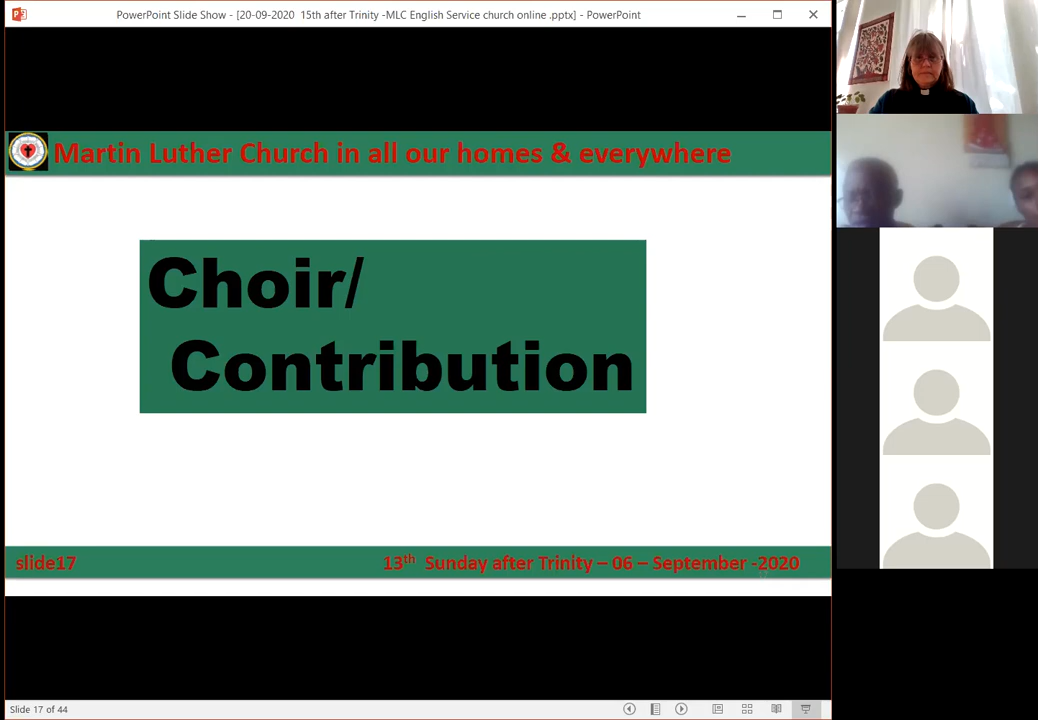 PowerPoint Slide Show - [20-09-2020  15th after Trinity -MLC English Service church online .pptx] - PowerPoint
Martin Luther Church in all our homes & everywhere
Choir/
Contribution
slide17
13th Sunday after Trinity – 06 – September -2020
Slide 17 of 44